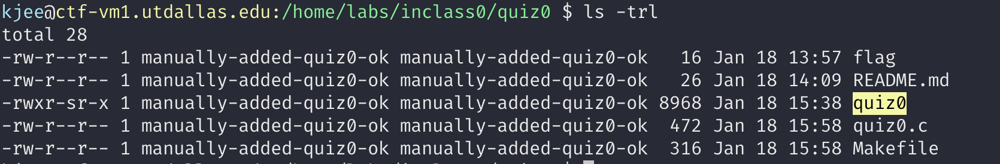 kjee@ctf-vm1.utdallas.edu:/home/labs/inclass0/quiz0 $ ls -trl
total 28
-rw-r--r-- 1 manually-added-quiz0-ok manually-added-quiz0-ok   16 Jan 18 13:57 flag
-rw-r--r-- 1 manually-added-quiz0-ok manually-added-quiz0-ok   26 Jan 18 14:09 README.md
-rwxr-sr-x 1 manually-added-quiz0-ok manually-added-quiz0-ok 8968 Jan 18 15:38 quiz0
-rw-r--r-- 1 manually-added-quiz0-ok manually-added-quiz0-ok  472 Jan 18 15:58 quiz0.c
-rw-r--r-- 1 manually-added-quiz0-ok manually-added-quiz0-ok  316 Jan 18 15:58 Makefile